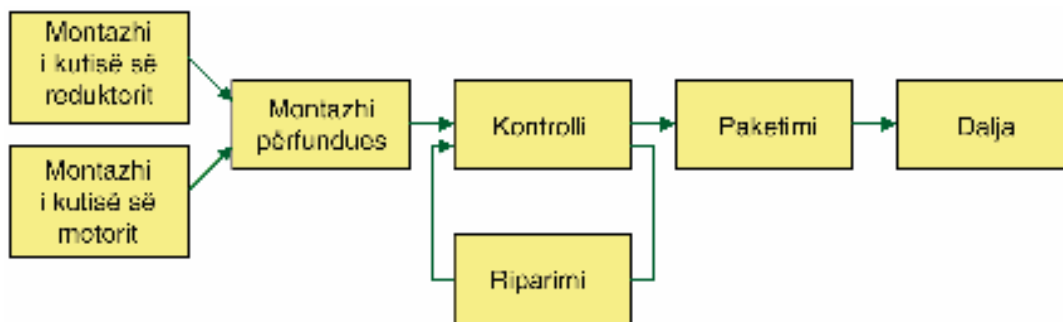 Montazhi
i kutisë së
reduktorit
Montazhi
i kutisë së
motorit
Montazhi
përfundues
Kontrolli
Riparimi
Paketimi
Dalja